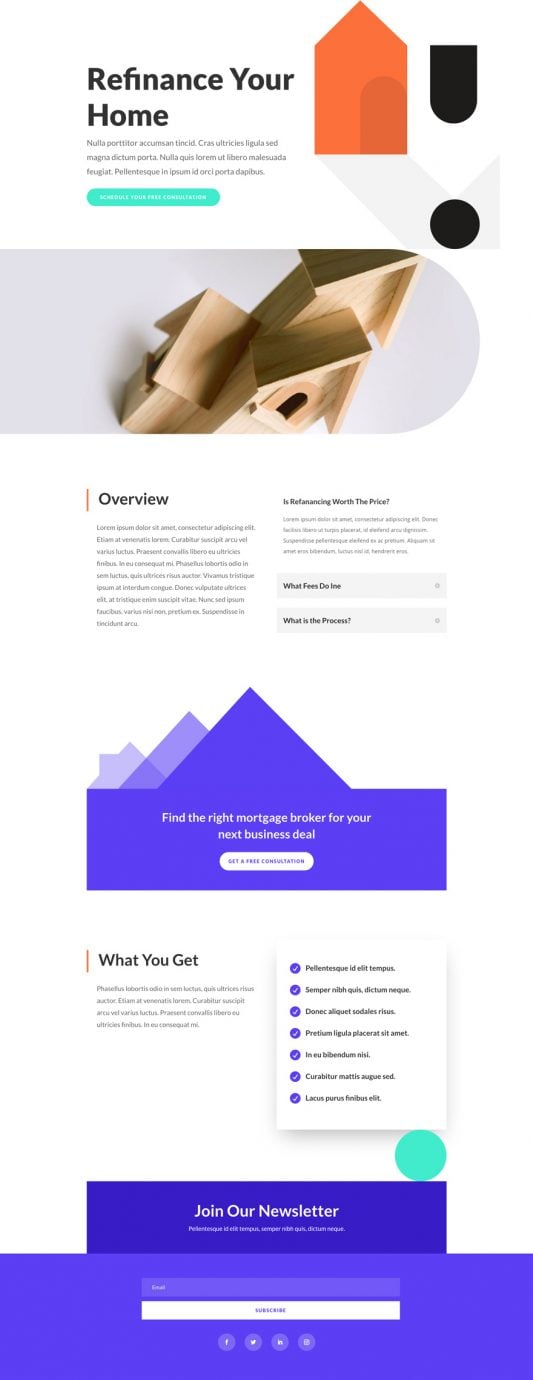 Refinance Your
Home
Nulla porttitor accumsan tincid. Cras ultricies ligula sed
magna dictum porta. Nulla quis lorem ut libero malesuada
feugiat. Pellentesque in ipsum id orci porta dapibus.
SCHEDULE YOUR FREE CONSULTATION
Overview
Lorem ipsum dolor sit amet, consectetur adipiscing elit.
Etiam at venenatis lorem. Curabitur suscipit arcu vel
varius luctus. Praesent convallis libero eu ultricies
finibus. In eu consequat mi. Phasellus lobortis odio in
sem luctus, quis ultrices risus auctor. Vivamus tristique
ipsum at interdum congue. Donec vulputate ultrices
elit, at tristique enim suscipit vitae. Nunc sed ipsum
faucibus, varius nisi non, pretium ex. Suspendisse in
tincidunt arcu.
Is Refanancing Worth The Price?
Lorem ipsum dolor sit amet, consectetur adipiscing elit. Donec
facilisis libero ut turpis placerat, id eleifend arcu dignissim.
Suspendisse pellentesque eleifend ex ac pretium. Aliquam sit
amet eros bibendum, luctus nisl id, hendrerit eros.
What Fees Do Ine
What is the Process?
Find the right mortgage broker for your
next business deal
GET A FREE CONSULTATION
What You Get
Phasellus lobortis odio in sem luctus, quis ultrices risus
auctor. Etiam at venenatis lorem. Curabitur suscipit
arcu vel varius luctus. Praesent convallis libero eu
ultricies finibus. In eu consequat mi.
Pellentesque id elit tempus.
Semper nibh quis, dictum neque.
Donec aliquet sodales risus.
Pretium ligula placerat sit amet.
In eu bibendum nisi.
Curabitur mattis augue sed.
Lacus purus finibus elit.
Join Our Newsletter
Pellentesque id elit tempus, semper nibh quis, dictum neque.
Email
SUBSCRIBE